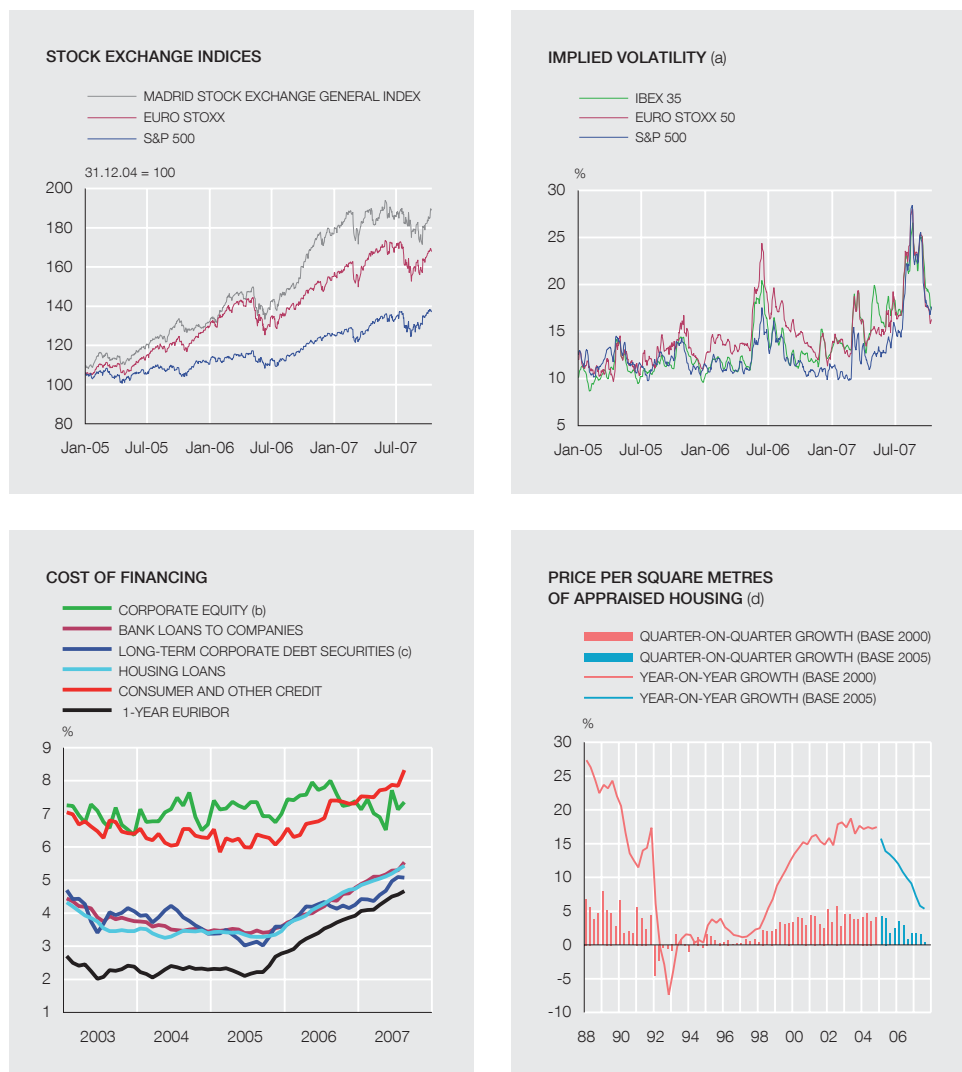 STOCK EXCHANGE INDICES
MADRID STOCK EXCHANGE GENERAL INDEX
EURO STOXX
S&P 500
31.12.04 = 100
200
180
160
140
120
100
80
Jan-05 Jul-05 Jan-06 Jul-06 Jan-07 Jul-07
IMPLIED VOLATILITY (a)
IBEX 35
EURO STOXX 50
S&P 500
%
30
25
20
15
10
5
Jan-05 Jul-05 Jan-06 Jul-06 Jan-07 Jul-07
COST OF FINANCING
CORPORATE EQUITY (b)
BANK LOANS TO COMPANIES
LONG-TERM CORPORATE DEBT SECURITIES (c)
HOUSING LOANS
CONSUMER AND OTHER CREDIT
1-YEAR EURIBOR
%
9
8
7
6
5
4
3
2
1
2003 2004 2005 2006 2007
PRICE PER SQUARE METRES
OF APPRAISED HOUSING (d)
QUARTER-ON-QUARTER GROWTH (BASE 2000)
QUARTER-ON-QUARTER GROWTH (BASE 2005)
YEAR-ON-YEAR GROWTH (BASE 2000)
YEAR-ON-YEAR GROWTH (BASE 2005)
%
30
25
20
15
10
5
0
-5
-10
88 90 92 94 96 98 00 02 04 06